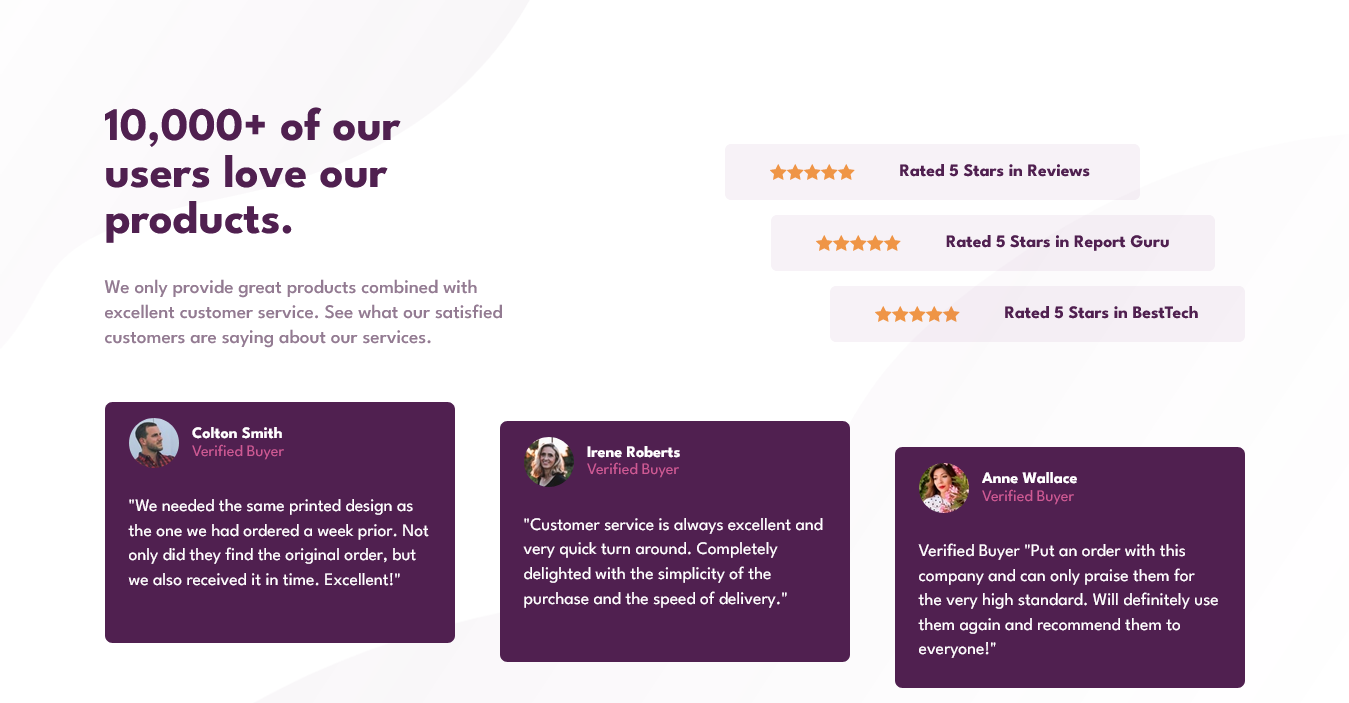 10,000+ of our
users love our
products.
We only provide great products combined with
excellent customer service. See what our satisfied
customers are saying about our services.
Rated 5 Stars in Reviews
Rated 5 Stars in Report Guru
Rated 5 Stars in BestTech
Colton Smith
Verified Buyer
"We needed the same printed design as
the one we had ordered a week prior. Not
only did they find the original order, but
we also received it in time. Excellent!"
Irene Roberts
Verified Buyer
"Customer service is always excellent and
very quick turn around. Completely
delighted with the simplicity of the
purchase and the speed of delivery."
Anne Wallace
Verified Buyer
Verified Buyer "Put an order with this
company and can only praise them for
the very high standard. Will definitely use
them again and recommend them to
everyone!"